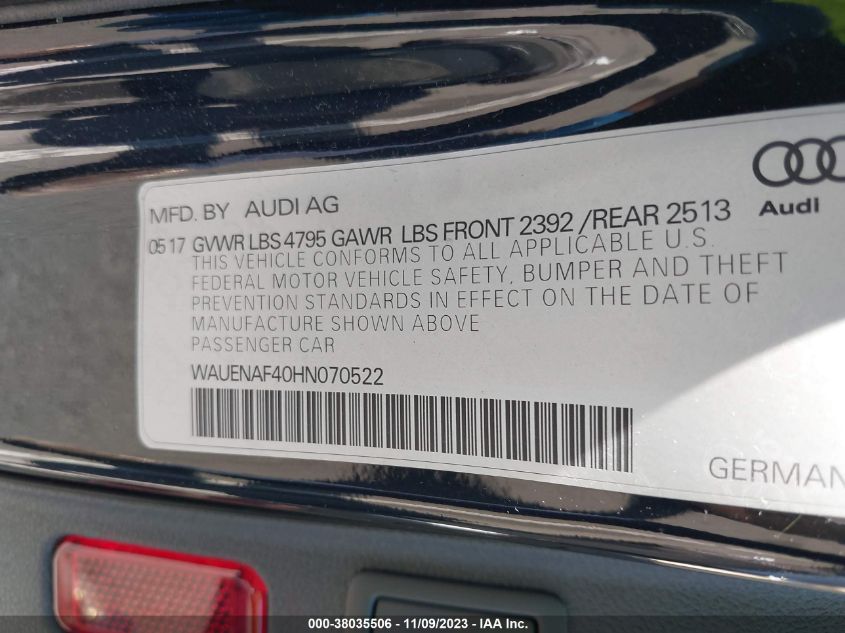 MFD. BY AUDI AG
Audi
05 17 GVWR LBS 4795 GAWR LBS FRONT 2392 / REAR 2513
THIS VEHICLE CONFORMS TO ALL APPLICABLE U.S.
FEDERAL MOTOR VEHICLE SAFETY, BUMPER AND THEFT
PREVENTION STANDARDS IN EFFECT ON THE DATE OF
MANUFACTURE SHOWN ABOVE
PASSENGER CAR
WAUENAF40HN070522
GERMAN
000-38035506 - 11/09/2023 - IAA Inc.